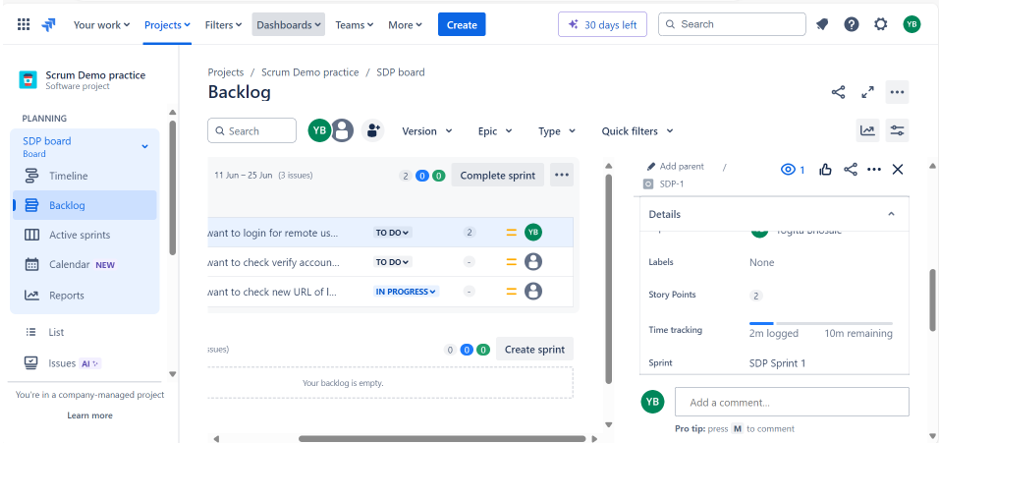 Your work Projects Filters Dashboards Teams More Create 30 days left Search YB
Scrum Demo practice
Software project
PLANNING
SDP board
Board
Timeline
Backlog
Active sprints
Calendar NEW
Reports
List
Issues AI
You're in a company-managed project
Learn more
Projects / Scrum Demo practice / SDP board
Backlog
Search YB Version Epic Type Quick filters
11 Jun – 25 Jun (3 issues) 2 0 0 Complete sprint
want to login for remote us... TO DO 2 YB
want to check verify accoun... TO DO -
want to check new URL of l... IN PROGRESS -
ssues) 0 0 0 Create sprint
Your backlog is empty.
Add parent / 1
SDP-1
Details
Yogita Bhosale
Labels None
Story Points 2
Time tracking 2m logged 10m remaining
Sprint SDP Sprint 1
YB Add a comment...
Pro tip: press M to comment